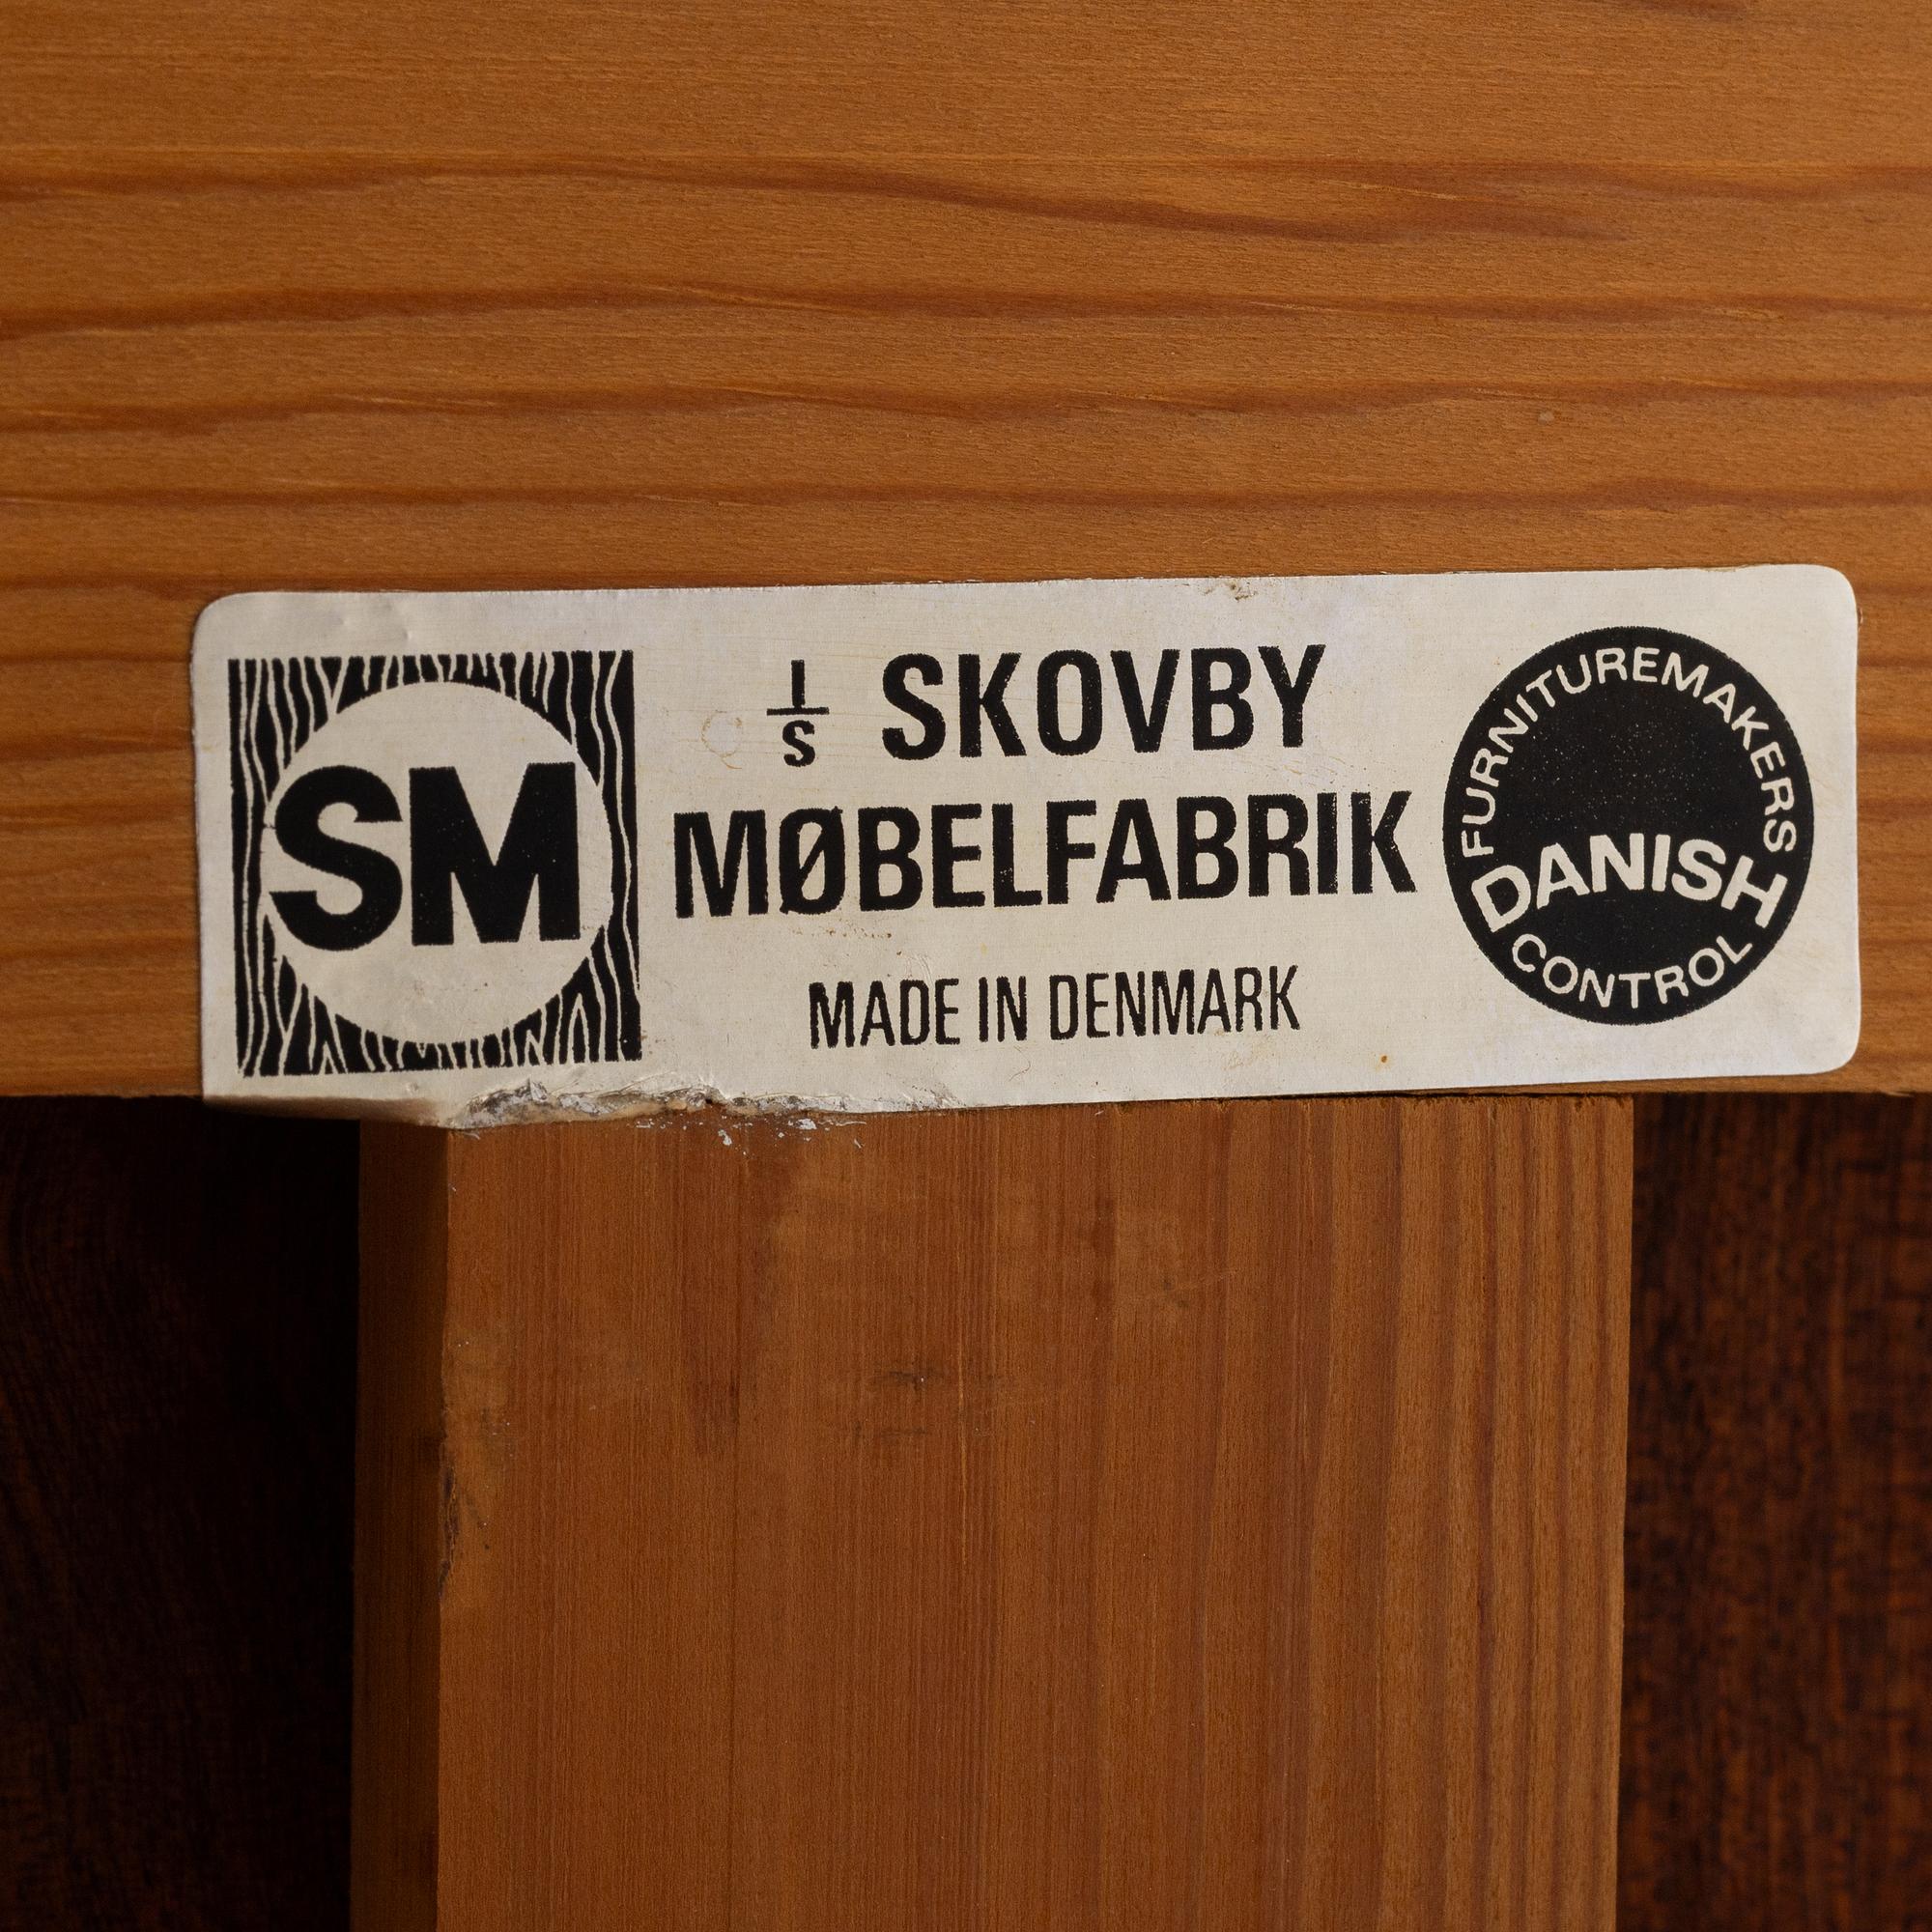 SM
I/S SKOVBY
MØBELFABRIK
MADE IN DENMARK
FURNITUREMAKERS
DANISH
CONTROL